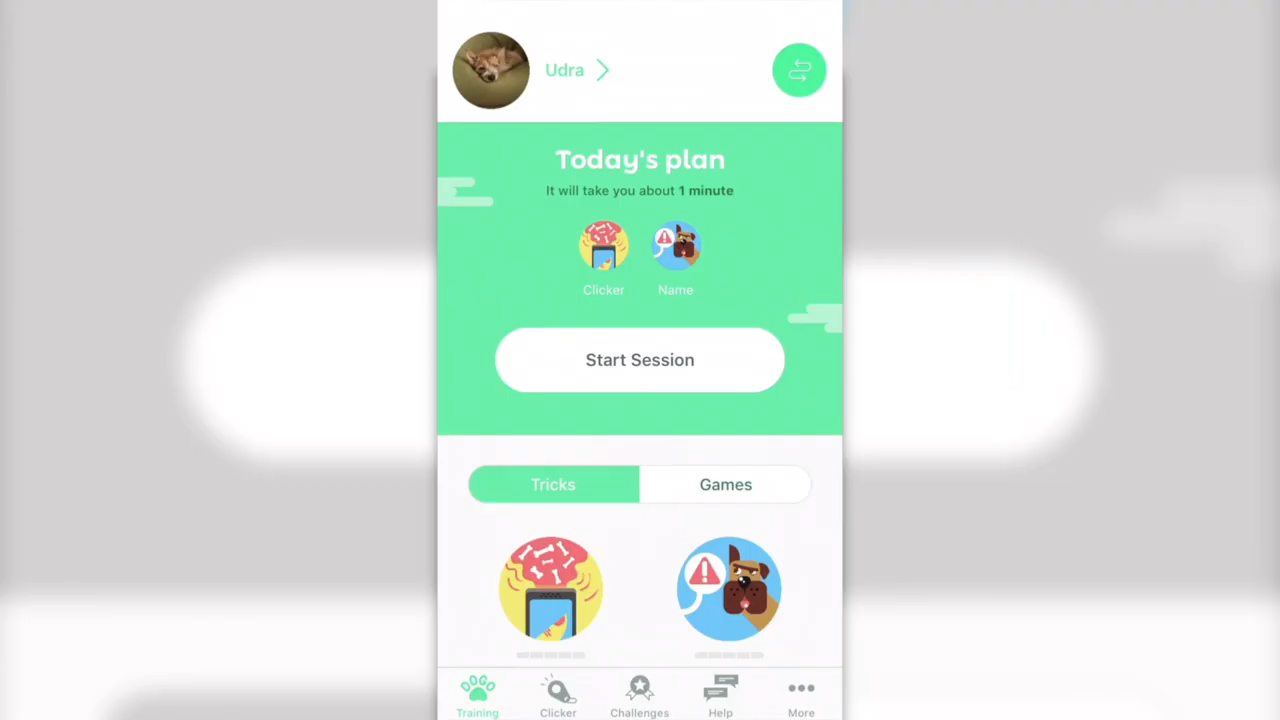 Udra
Today's plan
It will take you about 1 minute
Clicker Name
Start Session
Tricks Games
DOGO
Training Clicker Challenges Help More